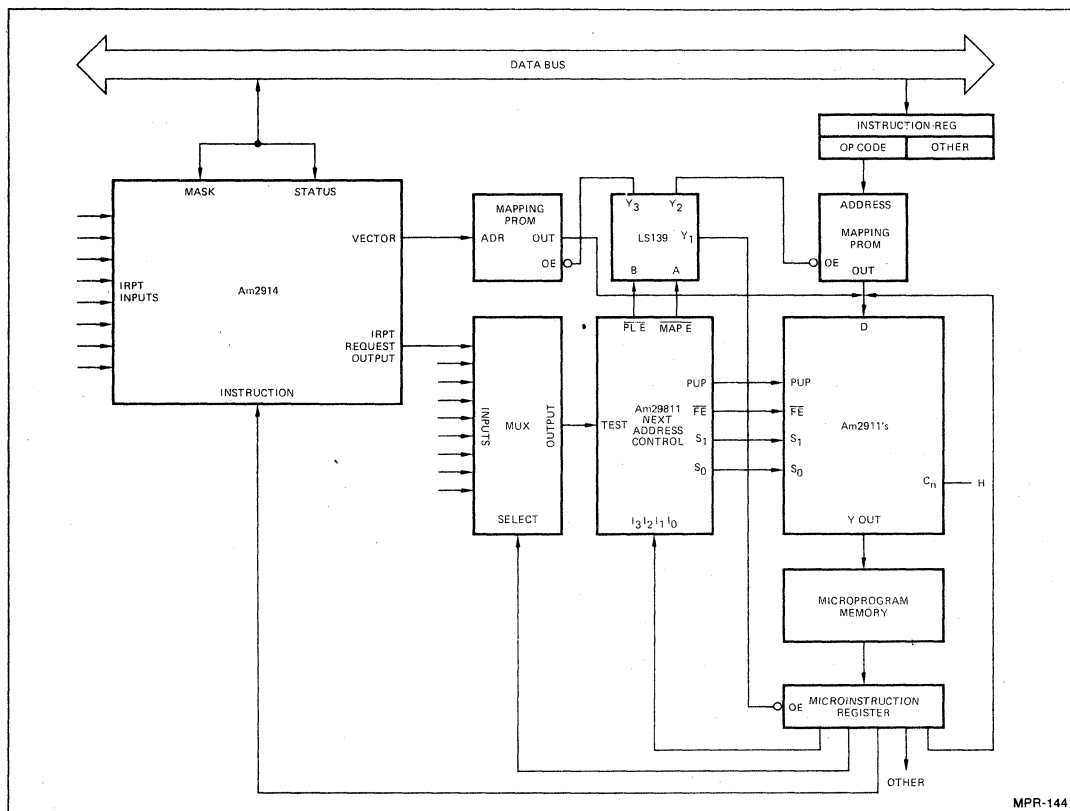 DATA BUS
INSTRUCTION-REG
OP CODE
OTHER
MASK
STATUS
VECTOR
IRPT
INPUTS
Am2914
IRPT
REQUEST
OUTPUT
INSTRUCTION
MAPPING
PROM
ADR
OUT
OE
Y3
Y2
Y1
LS139
B
A
ADDRESS
MAPPING
PROM
OE
OUT
INPUTS
MUX
OUTPUT
SELECT
PL E
MAP E
PUP
FE
S1
S0
TEST
Am29811
NEXT
ADDRESS
CONTROL
I3 I2 I1 I0
D
PUP
FE
S1
S0
Am2911's
Cn
H
Y OUT
MICROPROGRAM
MEMORY
OE
MICROINSTRUCTION
REGISTER
OTHER
MPR-144